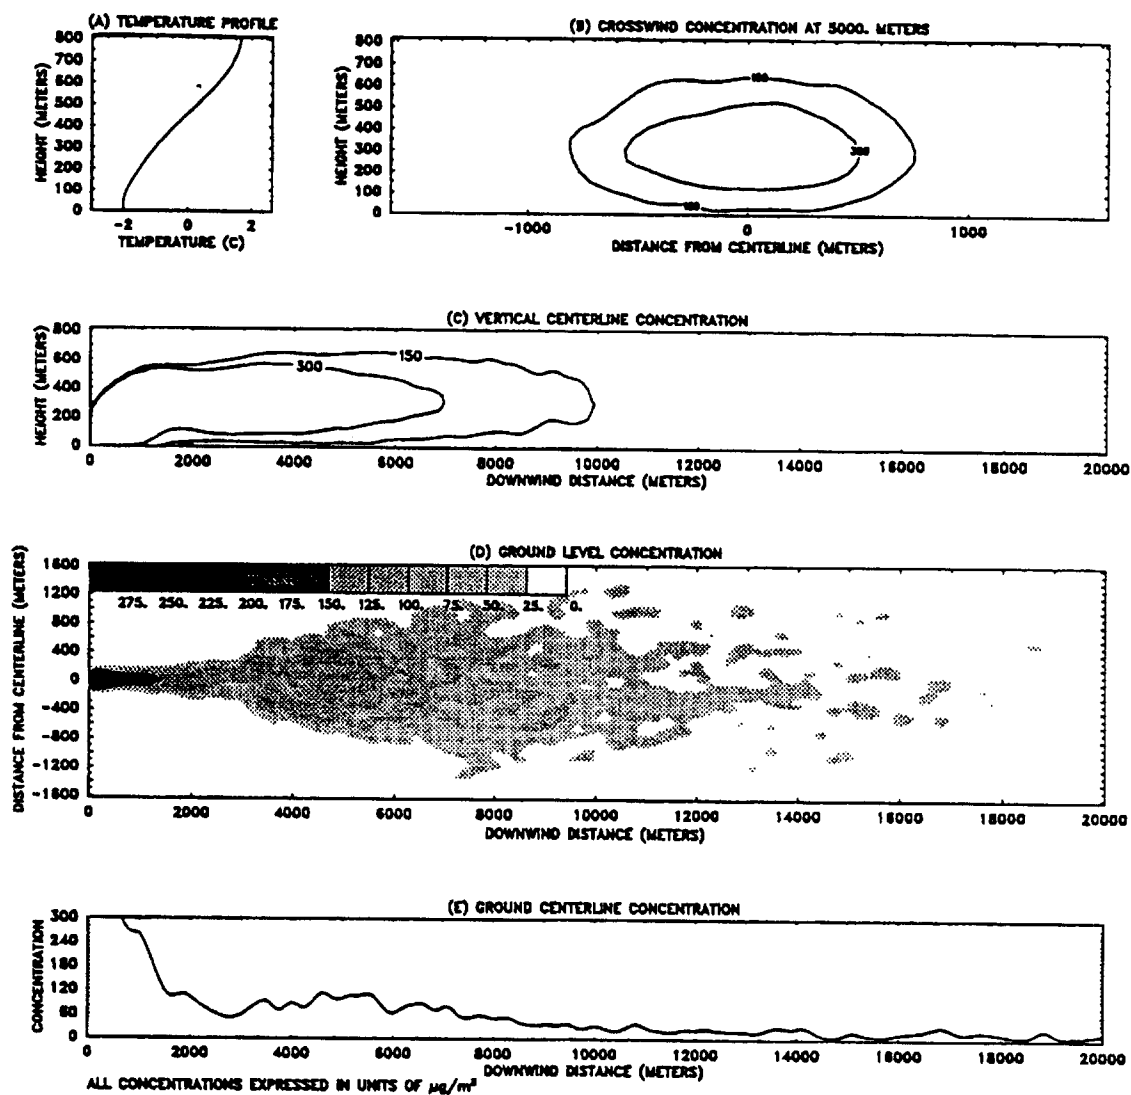 (A) TEMPERATURE PROFILE
800
700
600
500
400
300
200
100
0
HEIGHT (METERS)
-2 0 2
TEMPERATURE (C)
(B) CROSSWIND CONCENTRATION AT 5000. METERS
800
700
600
500
400
300
200
100
0
HEIGHT (METERS)
300
-1000 0 1000
DISTANCE FROM CENTERLINE (METERS)
(C) VERTICAL CENTERLINE CONCENTRATION
800
600
400
200
0
HEIGHT (METERS)
150
300
0 2000 4000 6000 8000 10000 12000 14000 16000 18000 20000
DOWNWIND DISTANCE (METERS)
(D) GROUND LEVEL CONCENTRATION
1600
1200
800
400
0
-400
-800
-1200
-1600
DISTANCE FROM CENTERLINE (METERS)
275. 250. 225. 200. 175. 150. 125. 100. 75. 50. 25. 0.
0 2000 4000 6000 8000 10000 12000 14000 16000 18000 20000
DOWNWIND DISTANCE (METERS)
(E) GROUND CENTERLINE CONCENTRATION
300
240
180
120
60
0
CONCENTRATION
0 2000 4000 6000 8000 10000 12000 14000 16000 18000 20000
DOWNWIND DISTANCE (METERS)
ALL CONCENTRATIONS EXPRESSED IN UNITS OF μg/m³